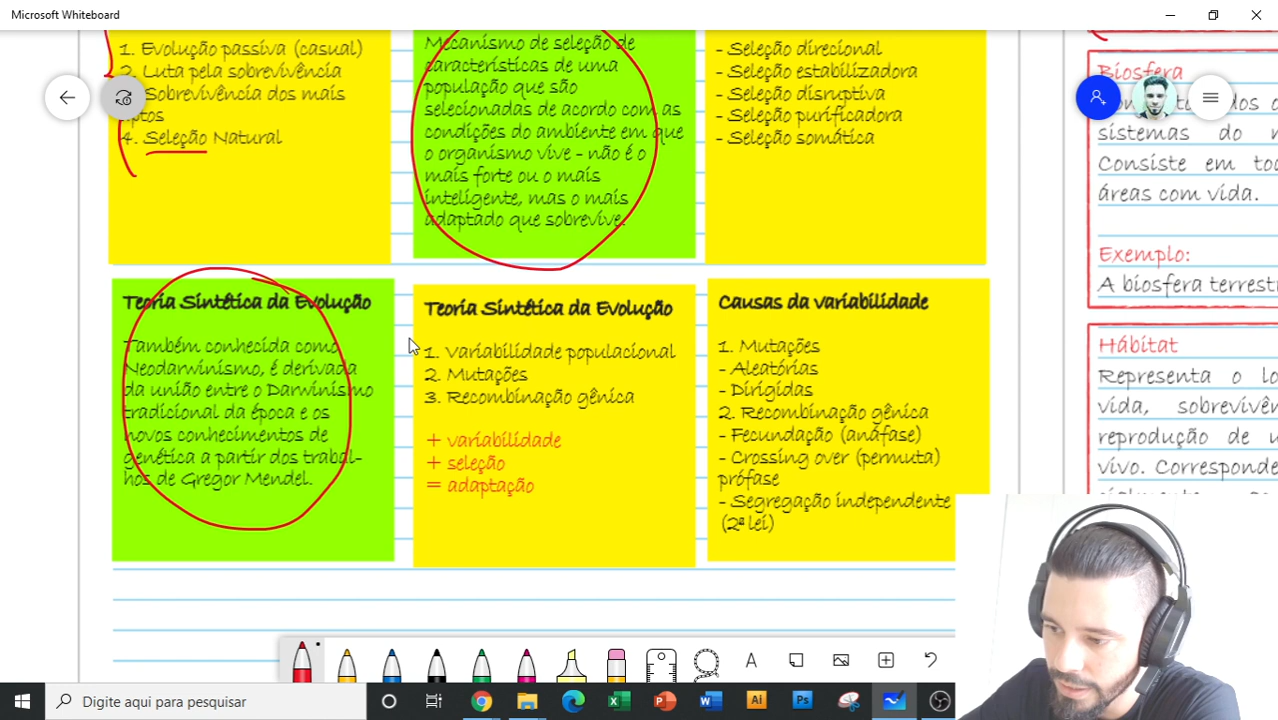 Microsoft Whiteboard
1. Evolução passiva (casual)
2. Luta pela sobrevivência
Sobrevivência dos mais
aptos
4. Seleção Natural
Mecanismo de seleção de
características de uma
população que são
selecionadas de acordo com as
condições do ambiente em que
o organismo vive - não é o
mais forte ou o mais
inteligente, mas o mais
adaptado que sobrevive.
- Seleção direcional
- Seleção estabilizadora
- Seleção disruptiva
- Seleção purificadora
- Seleção somática
Teoria Sintética da Evolução
Também conhecida como
Neodarwinismo, é derivada
da união entre o Darwinismo
tradicional da época e os
novos conhecimentos de
genética a partir dos trabal-
hos de Gregor Mendel.
Teoria Sintética da Evolução
1. Variabilidade populacional
2. Mutações
3. Recombinação gênica
+ variabilidade
+ seleção
= adaptação
Causas da variabilidade
1. Mutações
- Aleatórias
- Dirigidas
2. Recombinação gênica
- Fecundação (anáfase)
- Crossing over (permuta)
prófase
- Segregação independente
(2ª lei)
Biosfera
sistemas do
Consiste em
áreas com vida.
Exemplo:
A biosfera
Hábitat
Representa o
vida,
reprodução de
vivo.
Digite aqui para pesquisar